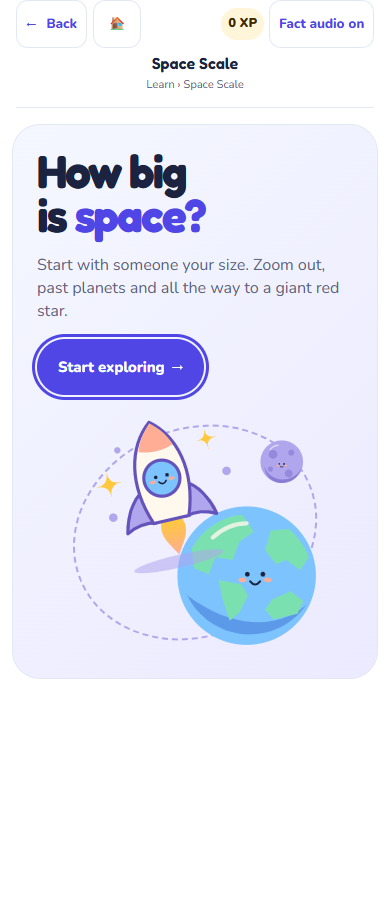 ← Back
0 XP
Fact audio on
Space Scale
Learn › Space Scale
How big
is space?
Start with someone your size. Zoom out,
past planets and all the way to a giant red
star.
Start exploring →